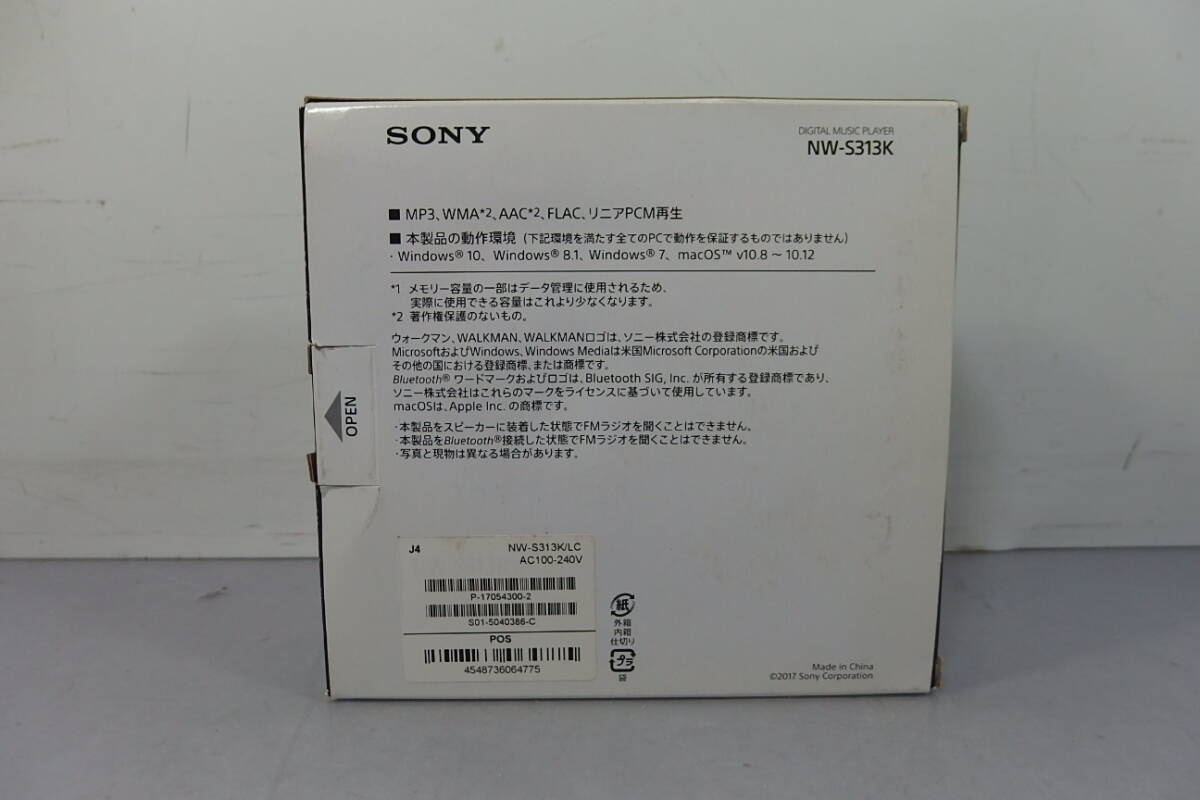 SONY
DIGITAL MUSIC PLAYER
NW-S313K
■ MP3、WMA*2、AAC*2、FLAC、リニアPCM再生
■ 本製品の動作環境（下記環境を満たす全てのPCで動作を保証するものではありません）
・Windows® 10、Windows® 8.1、Windows® 7、macOS™ v10.8 〜 10.12
*1 メモリー容量の一部はデータ管理に使用されるため、
実際に使用できる容量はこれより少なくなります。
*2 著作権保護のないもの。
ウォークマン、WALKMAN、WALKMANロゴは、ソニー株式会社の登録商標です。
MicrosoftおよびWindows、Windows Mediaは米国Microsoft Corporationの米国および
その他の国における登録商標、または商標です。
Bluetooth® ワードマークおよびロゴは、Bluetooth SIG, Inc. が所有する登録商標であり、
ソニー株式会社はこれらのマークをライセンスに基づいて使用しています。
macOSは、Apple Inc. の商標です。
・本製品をスピーカーに装着した状態でFMラジオを聞くことはできません。
・本製品をBluetooth®接続した状態でFMラジオを聞くことはできません。
・写真と現物は異なる場合があります。
OPEN
J4
NW-S313K/LC
AC100-240V
P-17054300-2
S01-5040386-C
POS
4548736064775
紙
外箱
内箱
仕切り
プラ
袋
Made in China
©2017 Sony Corporation